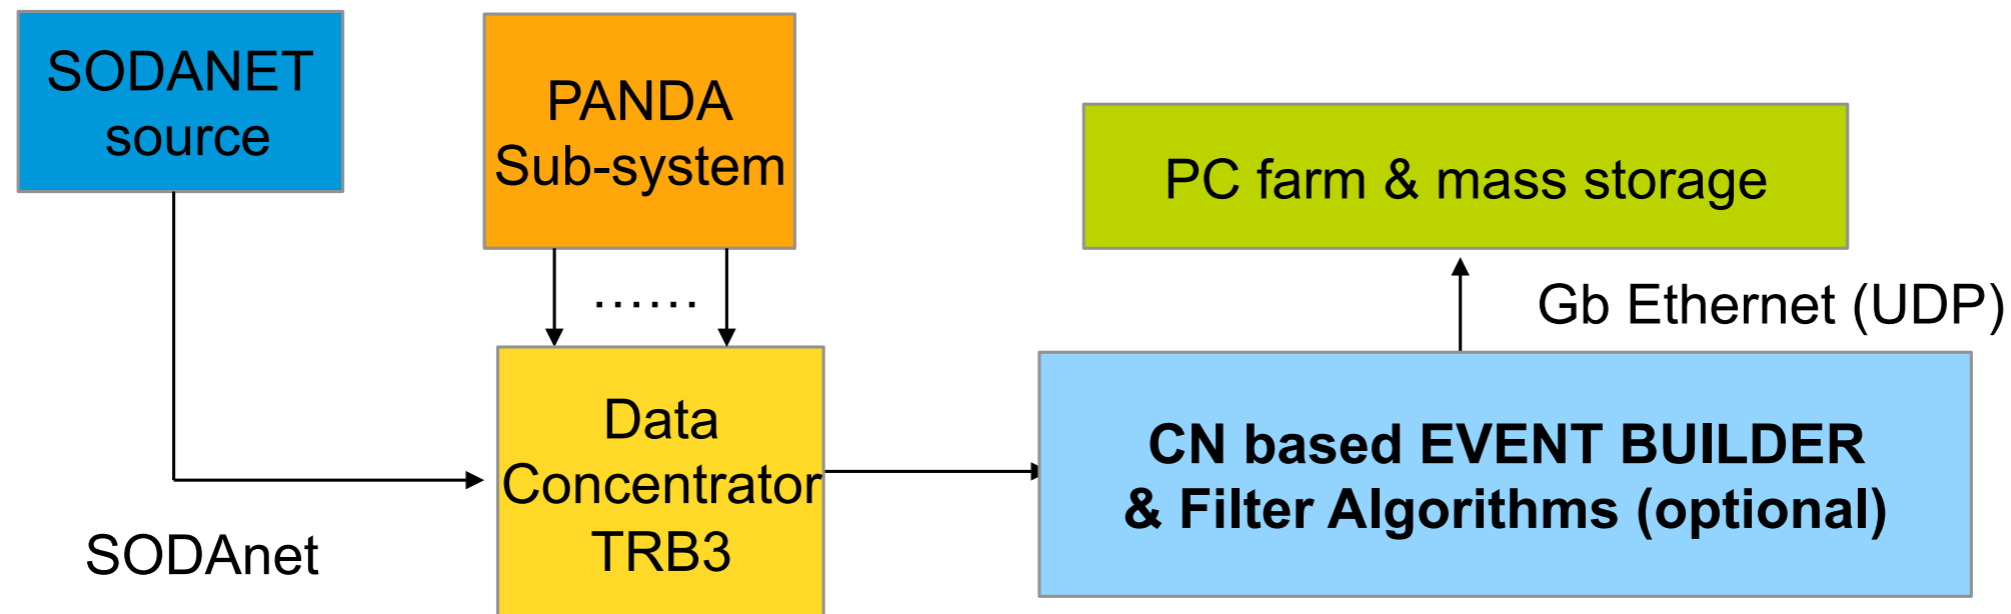 SODANET
source
PANDA
Sub-system
PC farm & mass storage
......
Gb Ethernet (UDP)
Data
Concentrator
TRB3
CN based EVENT BUILDER
& Filter Algorithms (optional)
SODAnet